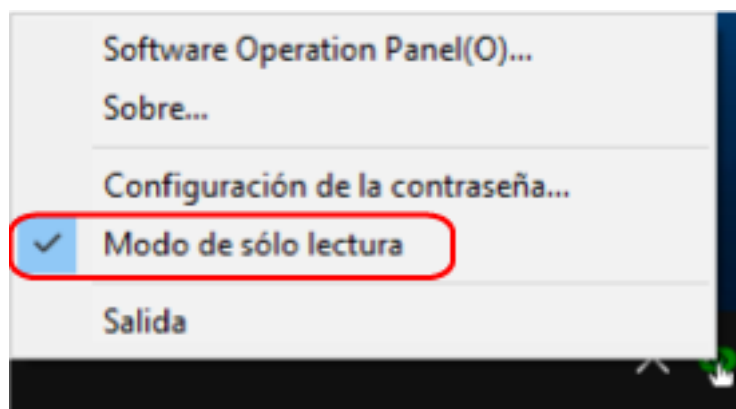 Software Operation Panel(O)...
Sobre...
Configuración de la contraseña...
Modo de sólo lectura
Salida